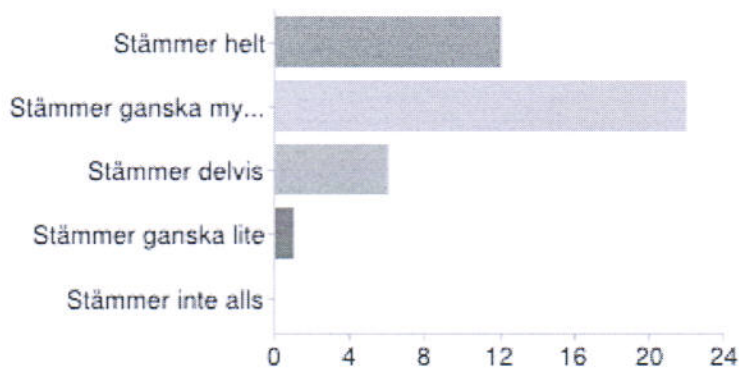 Stämmer helt
Stämmer ganska my...
Stämmer delvis
Stämmer ganska lite
Stämmer inte alls
0 4 8 12 16 20 24